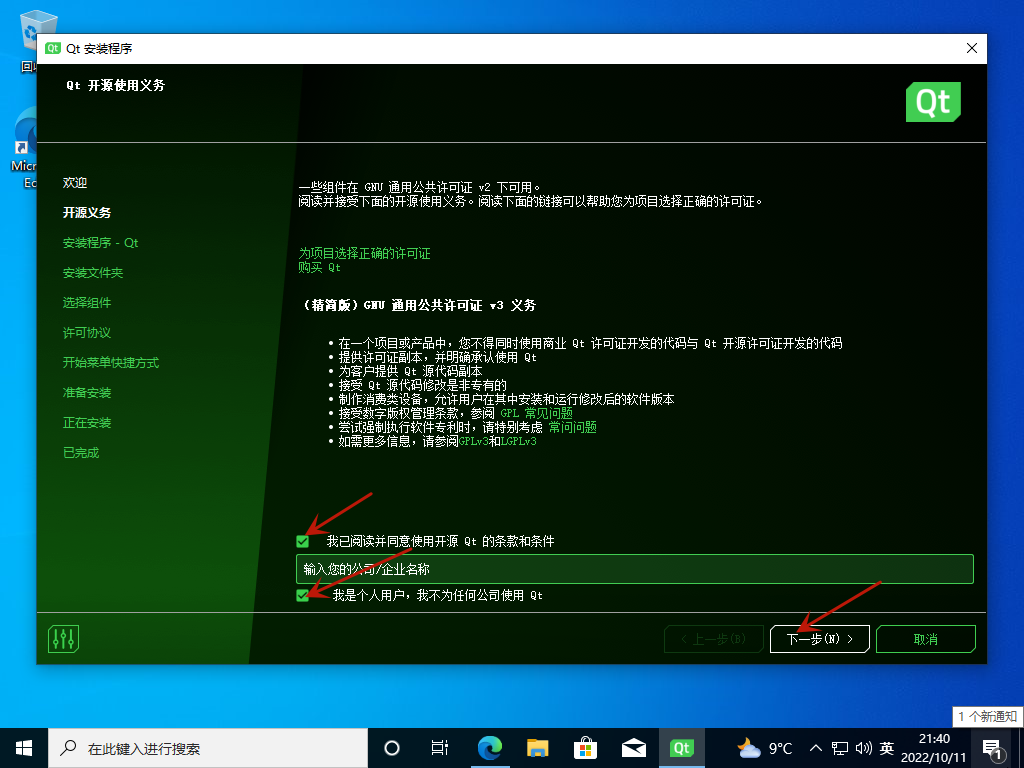 回
Micr
Ec
Qt Qt 安装程序
Qt 开源使用义务
Qt
欢迎
开源义务
安装程序 - Qt
安装文件夹
选择组件
许可协议
开始菜单快捷方式
准备安装
正在安装
已完成
一些组件在 GNU 通用公共许可证 v2 下可用。
阅读并接受下面的开源使用义务。阅读下面的链接可以帮助您为项目选择正确的许可证。
为项目选择正确的许可证
购买 Qt
(精简版) GNU 通用公共许可证 v3 义务
• 在一个项目或产品中，您不得同时使用商业 Qt 许可证开发的代码与 Qt 开源许可证开发的代码
• 提供许可证副本，并明确承认使用 Qt
• 为客户提供 Qt 源代码副本
• 接受 Qt 源代码修改是非专有的
• 制作消费类设备，允许用户在其中安装和运行修改后的软件版本
• 接受数字版权管理条款，参阅 GPL 常见问题
• 尝试强制执行软件专利时，请特别考虑 常问问题
• 如需更多信息，请参阅GPLv3和LGPLv3
我已阅读并同意使用开源 Qt 的条款和条件
输入您的公司/企业名称
我是个人用户，我不为任何公司使用 Qt
< 上一步(B)
下一步(N) >
取消
1 个新通知
在此键入进行搜索
Qt
9°C
英
21:40
2022/10/11
1